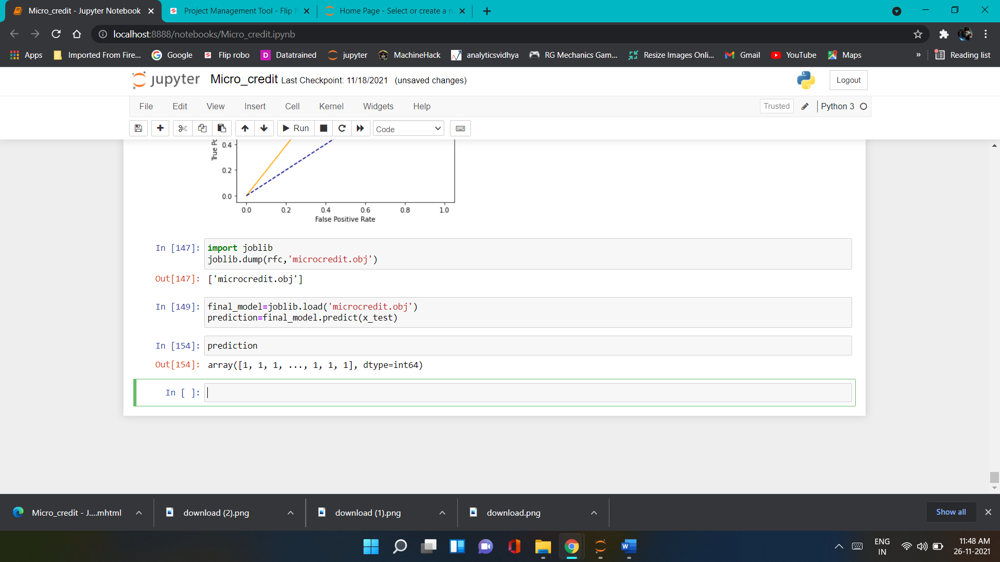 Micro_credit - Jupyter Notebook
Project Management Tool - Flip R
Home Page - Select or create a n
localhost:8888/notebooks/Micro_credit.ipynb
Apps Imported From Fire... Google Flip robo Datatrained jupyter MachineHack analyticsvidhya RG Mechanics Gam... Resize Images Onli... Gmail YouTube Maps » Reading list
jupyter Micro_credit Last Checkpoint: 11/18/2021 (unsaved changes) Logout
File Edit View Insert Cell Kernel Widgets Help Trusted Python 3
Run Code
True Po
0.4
0.2
0.0
0.0 0.2 0.4 0.6 0.8 1.0
False Positive Rate
In [147]: import joblib
joblib.dump(rfc,'microcredit.obj')
Out[147]: ['microcredit.obj']
In [149]: final_model=joblib.load('microcredit.obj')
prediction=final_model.predict(x_test)
In [154]: prediction
Out[154]: array([1, 1, 1, ..., 1, 1, 1], dtype=int64)
In [ ]:
Micro_credit - J....mhtml download (2).png download (1).png download.png Show all
ENG
IN
11:48 AM
26-11-2021